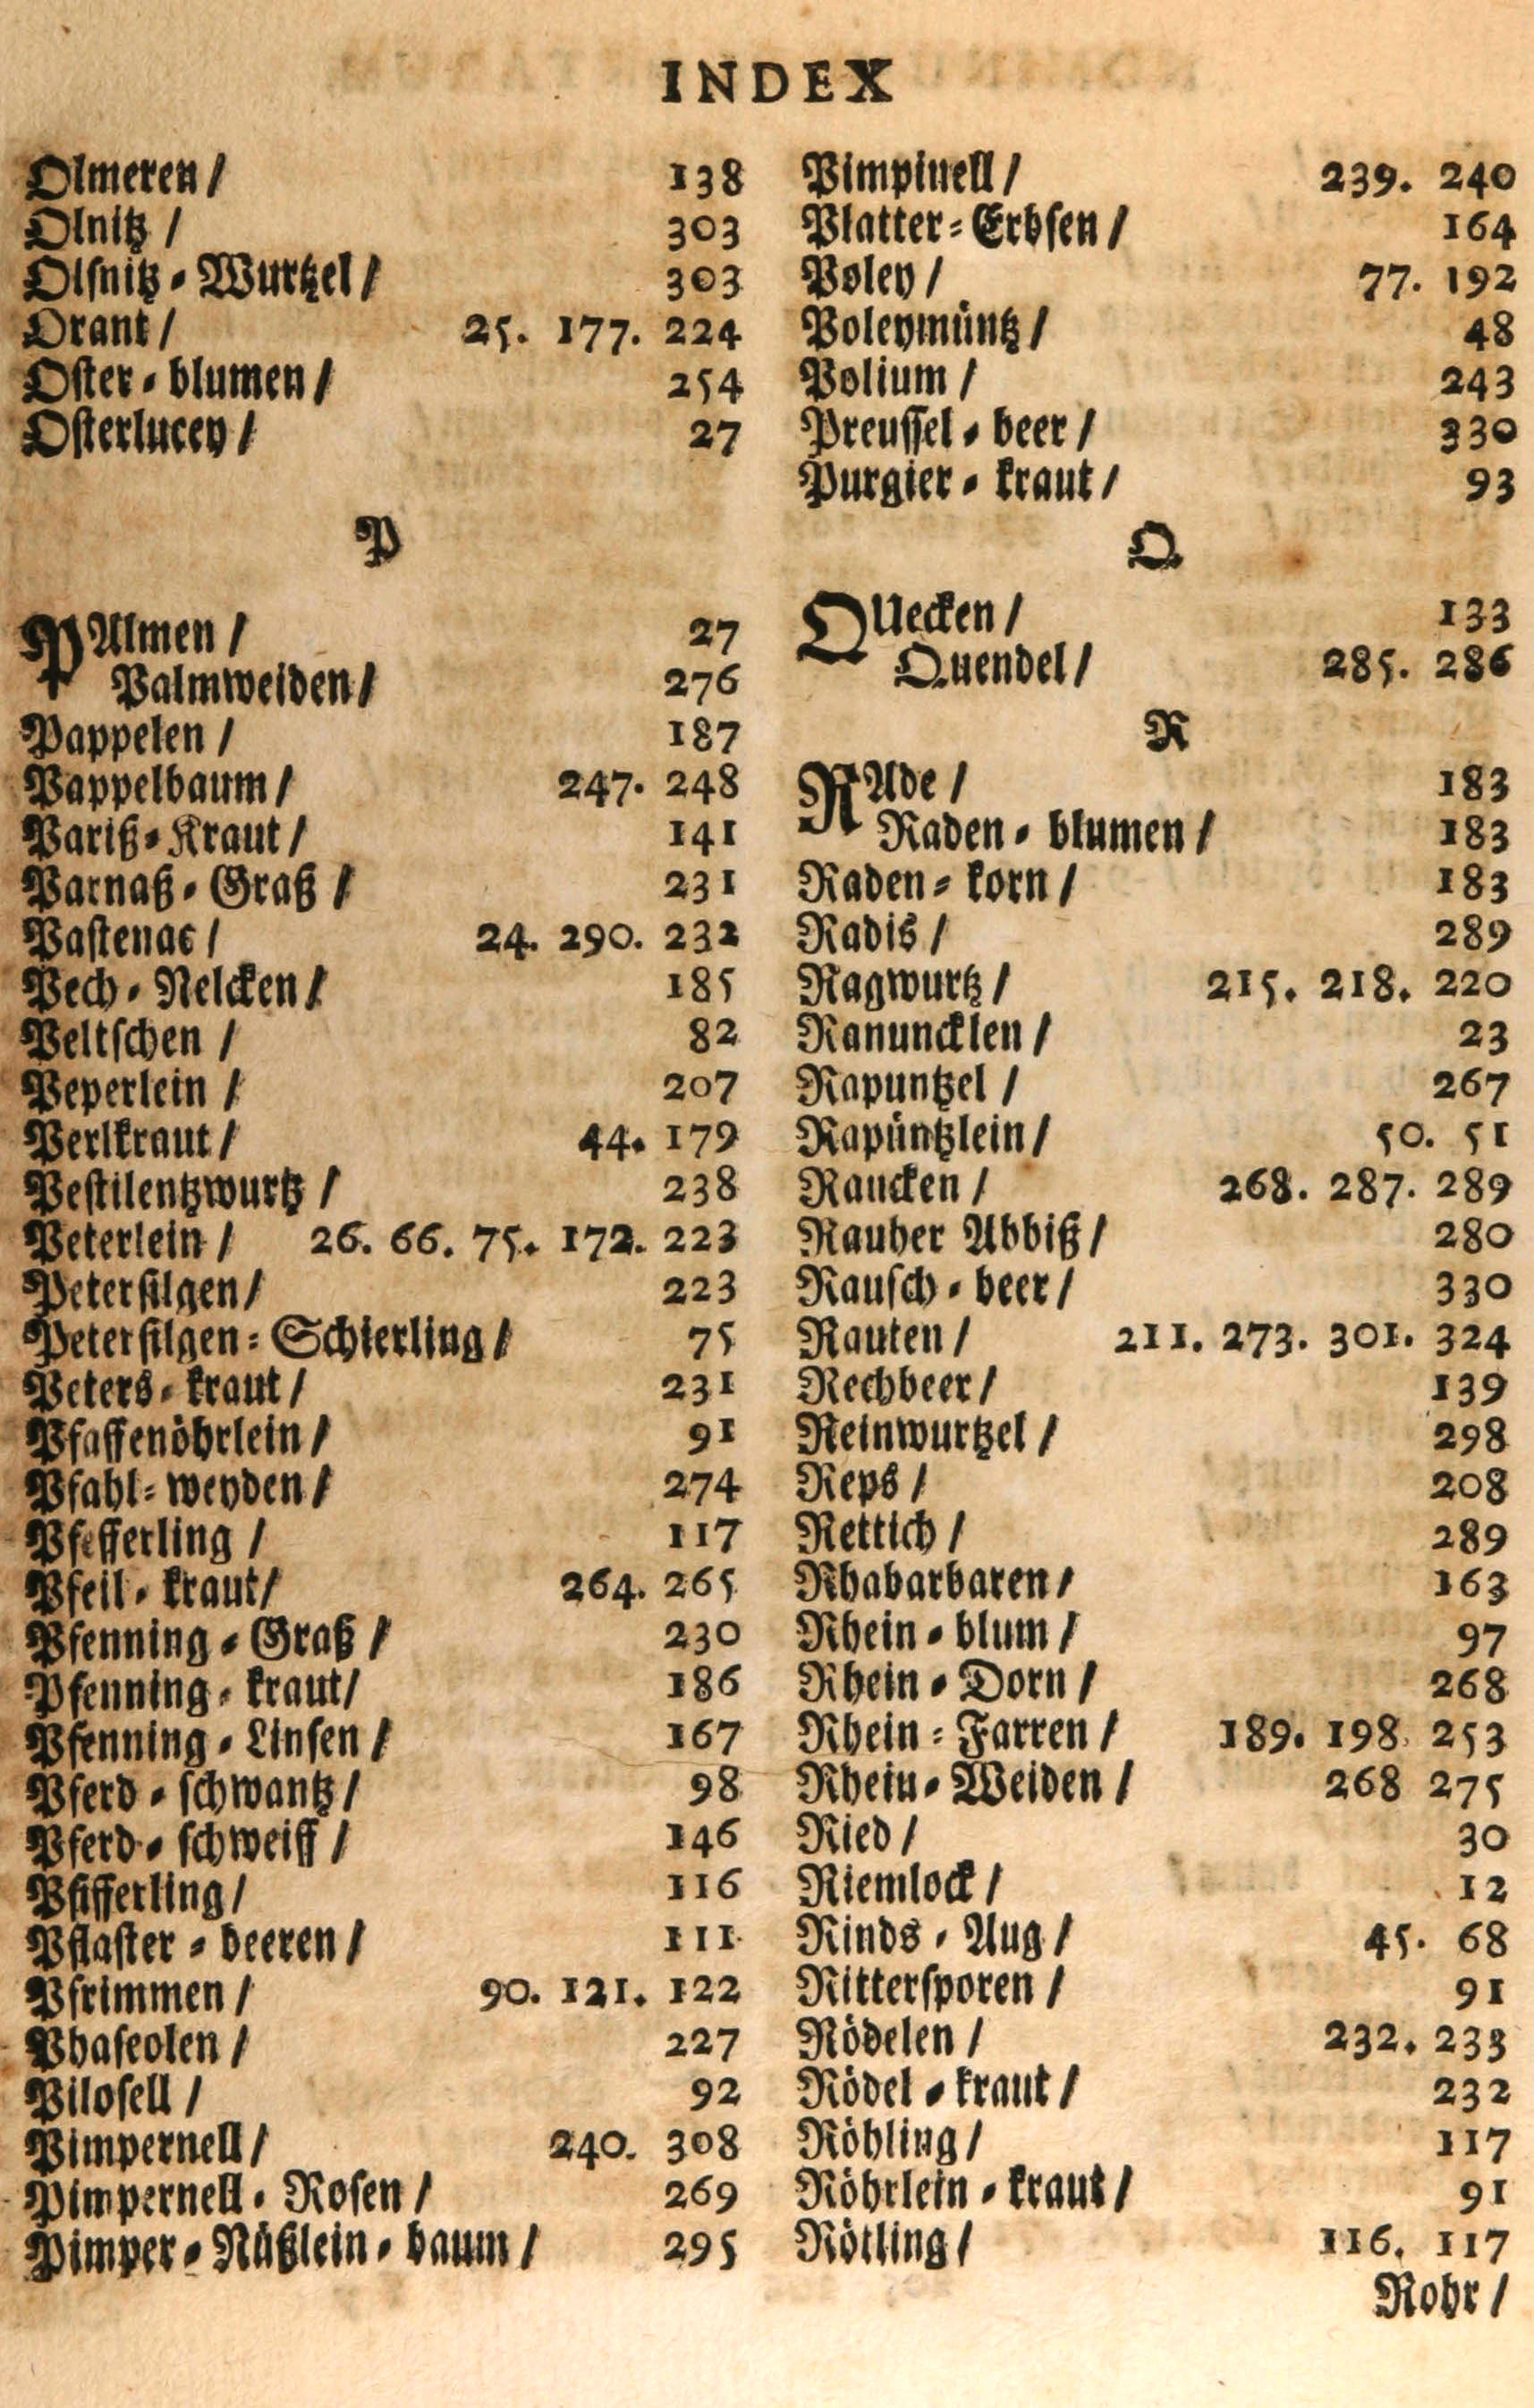 INDEX
Olmeren / 138
Olnitz / 303
Olsnitz-Wurtzel / 303
Orant / 25. 177. 224
Oster-blumen / 254
Osterlucey / 27
P
PAlmen / 27
Palmweiden / 276
Pappelen / 187
Pappelbaum / 247. 248
Pariß-Kraut / 141
Parnaß-Graß / 231
Pastenac / 24. 290. 232
Pech-Nelcken / 185
Peltschen / 82
Peperlein / 207
Perlkraut / 44. 179
Pestilentzwurtz / 238
Peterlein / 26. 66. 75. 172. 223
Petersilgen / 223
Petersilgen-Schierling / 75
Peters-kraut / 231
Pfaffenöhrlein / 91
Pfahl-weyden / 274
Pfefferling / 117
Pfeil-kraut / 264. 265
Pfenning-Graß / 230
Pfenning-kraut / 186
Pfenning-Linsen / 167
Pferd-schwantz / 98
Pferd-schweiff / 146
Pfifferling / 116
Pflaster-beeren / 111
Pfrimmen / 90. 121. 122
Phaseolen / 227
Pilosell / 92
Pimpernell / 240. 308
Pimpernell-Rosen / 269
Pimper-Nüßlein-baum / 295
Pimpinell / 239. 240
Platter-Erbsen / 164
Poley / 77. 192
Poleymüntz / 48
Polium / 243
Preussel-beer / 330
Purgier-kraut / 93
Q
QUecken / 133
Quendel / 285. 286
R
RAde / 183
Raden-blumen / 183
Raden-korn / 183
Radis / 289
Ragwurtz / 215. 218. 220
Ranuncklen / 23
Rapuntzel / 267
Rapüntzlein / 50. 51
Raucken / 268. 287. 289
Rauher Abbiß / 280
Rausch-beer / 330
Rauten / 211. 273. 301. 324
Rechbeer / 139
Reinwurtzel / 298
Reps / 208
Rettich / 289
Rhabarbaren / 163
Rhein-blum / 97
Rhein-Dorn / 268
Rhein-Farren / 189. 198. 253
Rhein-Weiden / 268 275
Ried / 30
Riemlock / 12
Rinds-Aug / 45. 68
Rittersporen / 91
Rödelen / 232. 233
Rödel-kraut / 232
Röhling / 117
Röhrlein-kraut / 91
Rötling / 116. 117
Rohr /